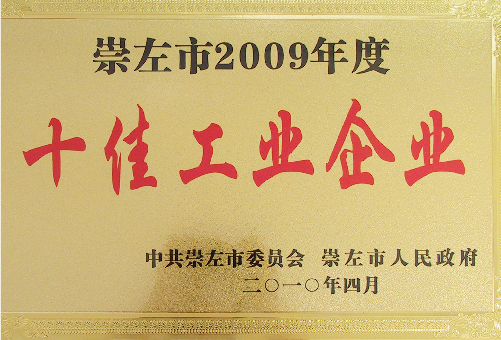 崇左市2009年度
十佳工业企业
中共崇左市委员会 崇左市人民政府
二〇一〇年四月